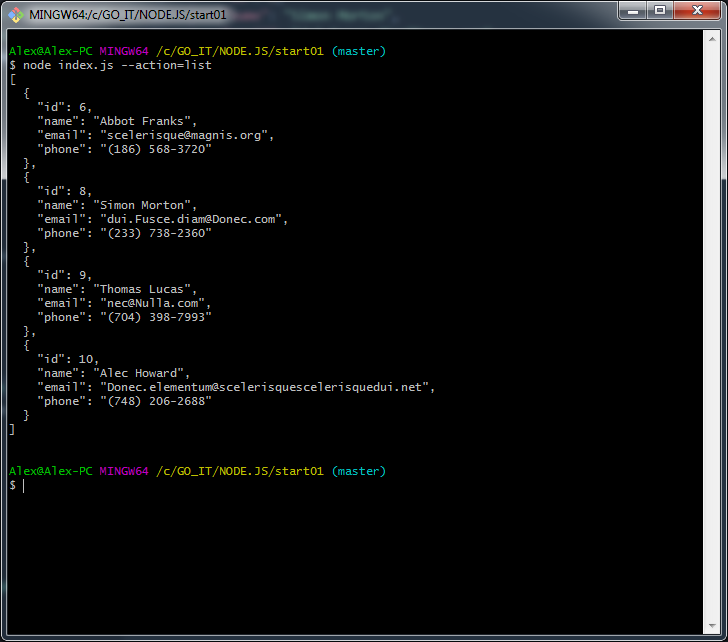 MINGW64:/c/GO_IT/NODEJS/start01
Alex@Alex-PC MINGW64 /c/GO_IT/NODE.JS/start01 (master)
$ node index.js --action=list
[
  {
    "id": 6,
    "name": "Abbot Franks",
    "email": "scelerisque@magnis.org",
    "phone": "(186) 568-3720"
  },
  {
    "id": 8,
    "name": "Simon Morton",
    "email": "dui.Fusce.diam@Donec.com",
    "phone": "(233) 738-2360"
  },
  {
    "id": 9,
    "name": "Thomas Lucas",
    "email": "nec@Nulla.com",
    "phone": "(704) 398-7993"
  },
  {
    "id": 10,
    "name": "Alec Howard",
    "email": "Donec.elementum@scelerisquescelerisquedui.net",
    "phone": "(748) 206-2688"
  }
]
Alex@Alex-PC MINGW64 /c/GO_IT/NODE.JS/start01 (master)
$